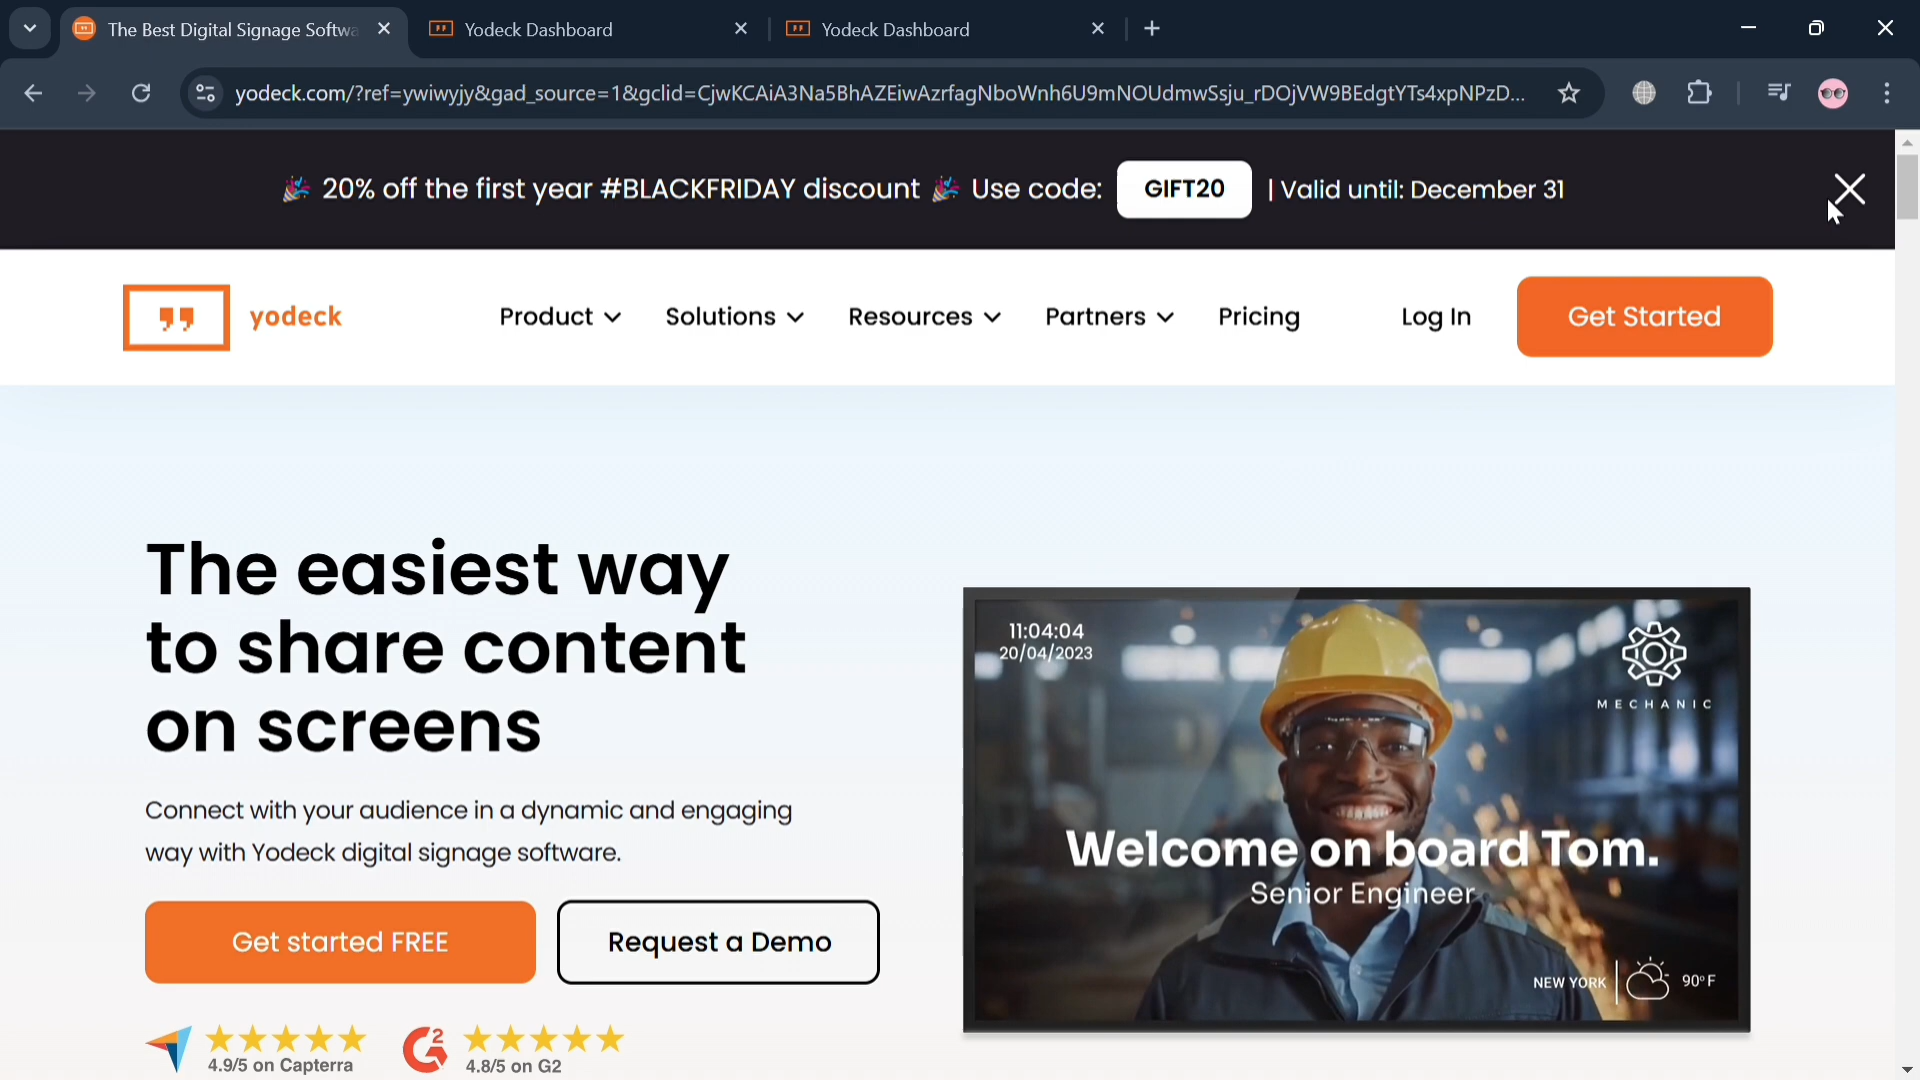 The Best Digital Signage Softwa
Yodeck Dashboard
Yodeck Dashboard
yodeck.com/?ref=ywiwyjy&gad_source=1&gclid=CjwKCAiA3Na5BhAZEiwAzrfagNboWnh6U9mNOUdmwSsju_rDOjVW9BEdgtYTs4xpNPzD...
🎉 20% off the first year #BLACKFRIDAY discount 🎉 Use code: GIFT20 | Valid until: December 31
yodeck
Product
Solutions
Resources
Partners
Pricing
Log In
Get Started
The easiest way
to share content
on screens
Connect with your audience in a dynamic and engaging
way with Yodeck digital signage software.
Get started FREE
Request a Demo
4.9/5 on Capterra
G2
4.8/5 on G2
11:04:04
20/04/2023
MECHANIC
Welcome on board Tom.
Senior Engineer
NEW YORK
90°F